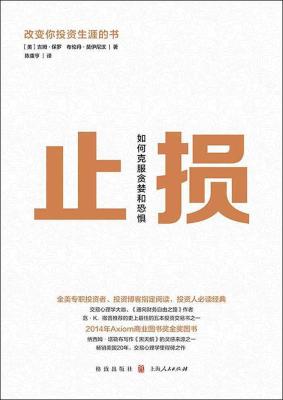 改变你投资生涯的书
［美］吉姆·保罗 布伦丹·莫伊尼汉 | 著
陈重亨 | 译
止损
如何克服贪婪和恐惧
全美专职投资者、投资博客指定阅读，投资人必读经典
交易心理学大师、《通向财务自由之路》作者
范·K. 撒普推荐的史上最佳的五本投资交易书之一
2014年Axiom商业图书奖金奖图书
纳西姆·塔勒布写作《黑天鹅》的灵感来源之一
畅销美国20年，交易心理学里程碑之作
格致出版社 上海人民出版社